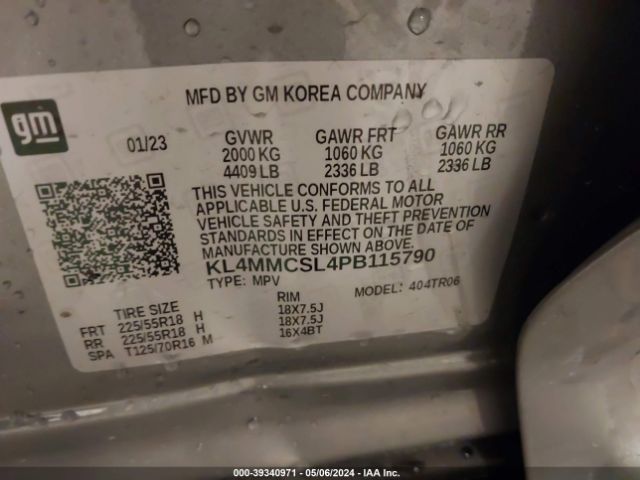 MFD BY GM KOREA COMPANY
gm
01/23 GVWR GAWR FRT GAWR RR
2000 KG 1060 KG 1060 KG
4409 LB 2336 LB 2336 LB
THIS VEHICLE CONFORMS TO ALL
APPLICABLE U.S. FEDERAL MOTOR
VEHICLE SAFETY AND THEFT PREVENTION
STANDARDS IN EFFECT ON THE DATE OF
MANUFACTURE SHOWN ABOVE.
KL4MMCSL4PB115790
TYPE: MPV MODEL: 404TR06
TIRE SIZE RIM
FRT 225/55R18 H 18X7.5J
RR 225/55R18 H 18X7.5J
SPA T125/70R16 M 16X4BT
000-39340971 - 05/06/2024 - IAA Inc.